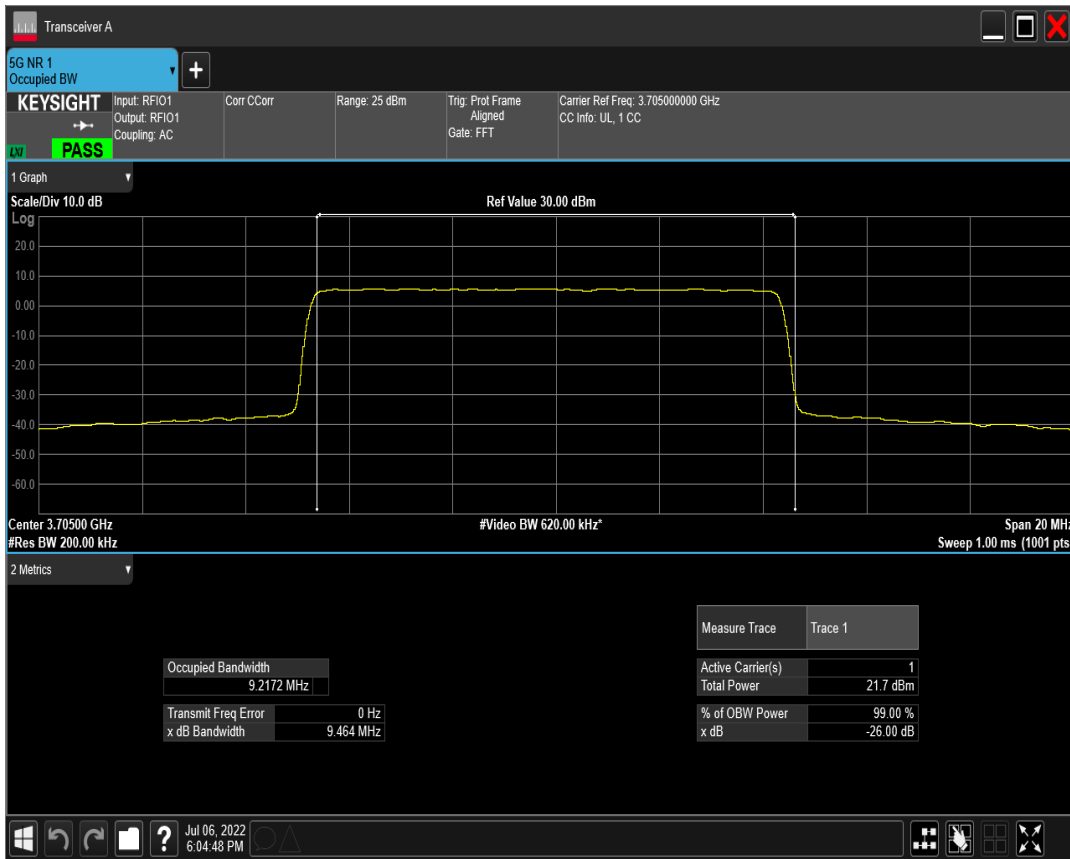 Transceiver A
5G NR 1
Occupied BW
KEYSIGHT
LXI
PASS
Input: RFIO1
Output: RFIO1
Coupling: AC
Corr CCorr
Range: 25 dBm
Trig: Prot Frame
Aligned
Gate: FFT
Carrier Ref Freq: 3.705000000 GHz
CC Info: UL, 1 CC
1 Graph
Scale/Div 10.0 dB
Ref Value 30.00 dBm
Log
20.0
10.0
0.00
-10.0
-20.0
-30.0
-40.0
-50.0
-60.0
Center 3.70500 GHz
#Video BW 620.00 kHz*
Span 20 MHz
#Res BW 200.00 kHz
Sweep 1.00 ms (1001 pts
2 Metrics
Measure Trace Trace 1
Occupied Bandwidth
9.2172 MHz
Active Carrier(s) 1
Total Power 21.7 dBm
Transmit Freq Error 0 Hz
x dB Bandwidth 9.464 MHz
% of OBW Power 99.00 %
x dB -26.00 dB
?
Jul 06, 2022
6:04:48 PM